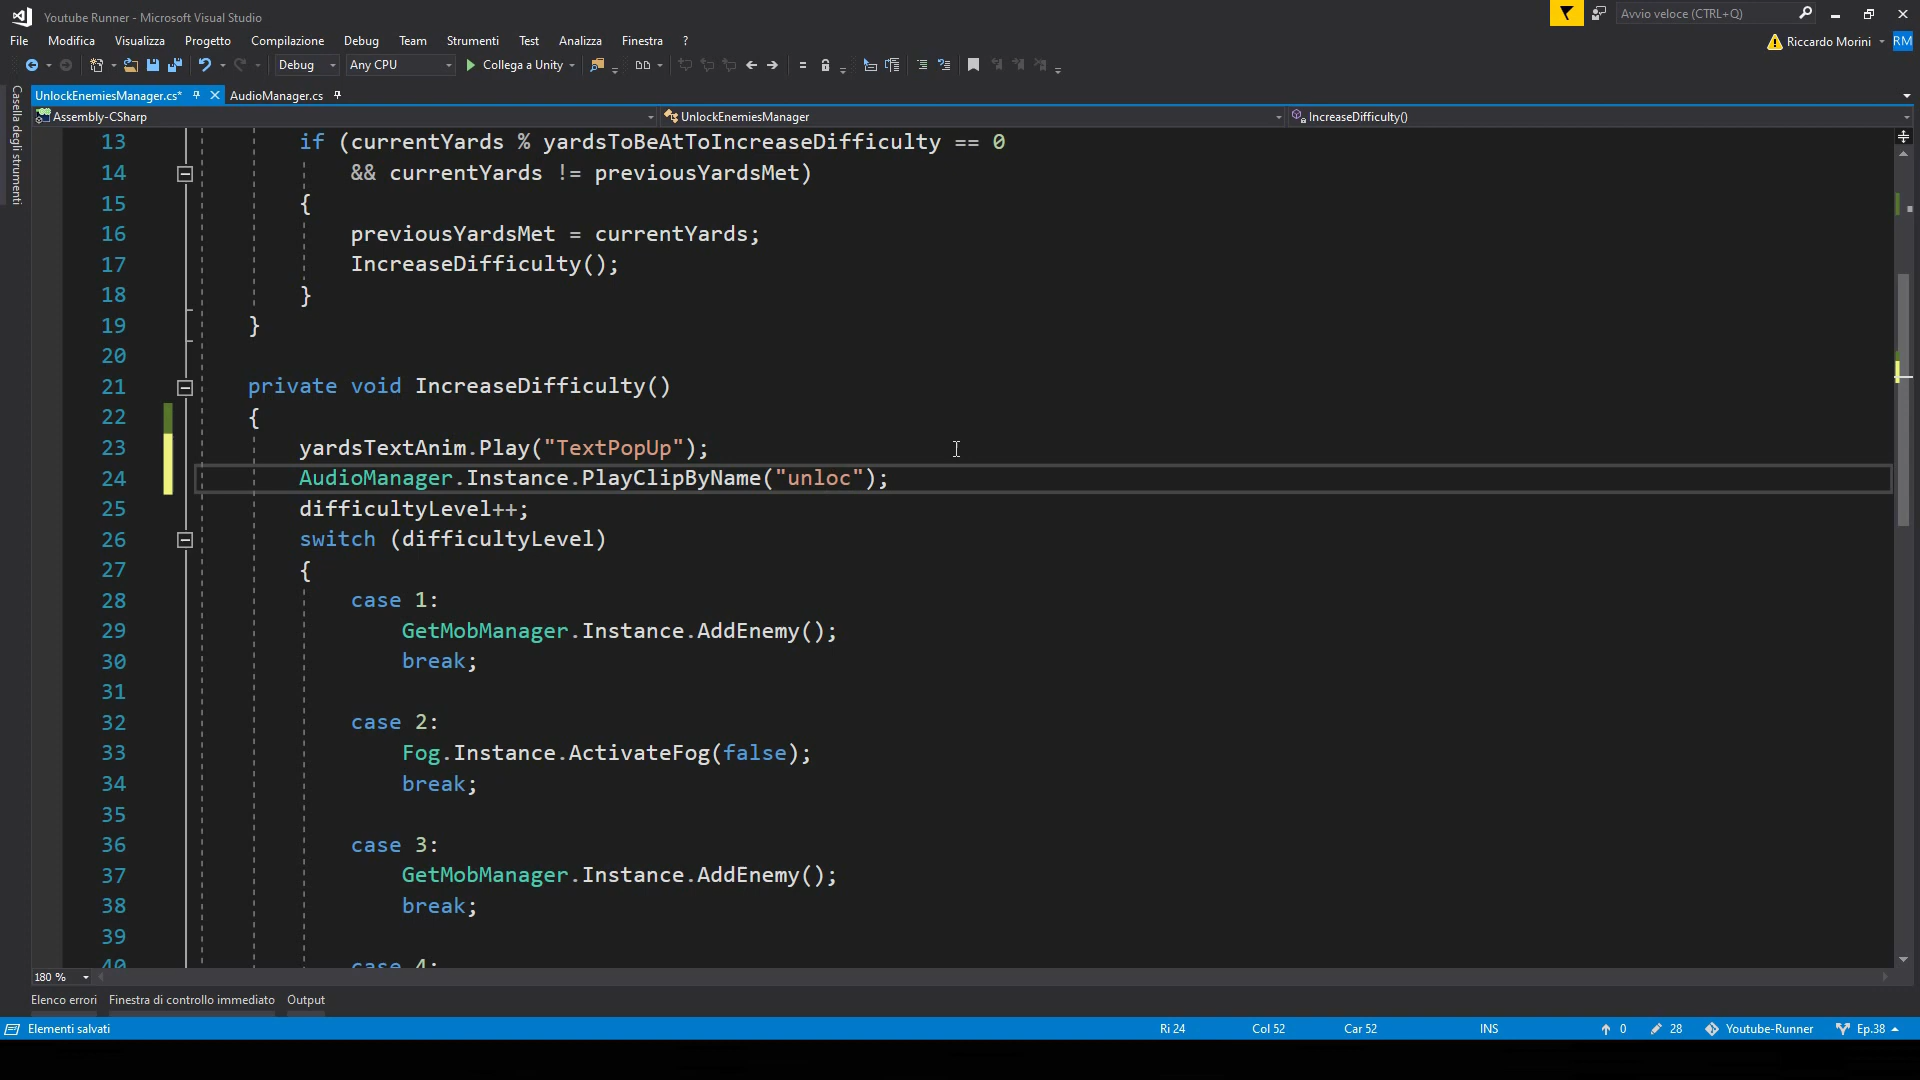 Youtube Runner - Microsoft Visual Studio
Avvio veloce (CTRL+Q)
File Modifica Visualizza Progetto Compilazione Debug Team Strumenti Test Analizza Finestra ?
Riccardo Morini RM
Debug Any CPU Collega a Unity
Casella degli strumenti
UnlockEnemiesManager.cs* AudioManager.cs
Assembly-CSharp UnlockEnemiesManager IncreaseDifficulty()
13 if (currentYards % yardsToBeAtToIncreaseDifficulty == 0
14 && currentYards != previousYardsMet)
15 {
16 previousYardsMet = currentYards;
17 IncreaseDifficulty();
18 }
19 }
20
21 private void IncreaseDifficulty()
22 {
23 yardsTextAnim.Play("TextPopUp");
24 AudioManager.Instance.PlayClipByName("unloc");
25 difficultyLevel++;
26 switch (difficultyLevel)
27 {
28 case 1:
29 GetMobManager.Instance.AddEnemy();
30 break;
31
32 case 2:
33 Fog.Instance.ActivateFog(false);
34 break;
35
36 case 3:
37 GetMobManager.Instance.AddEnemy();
38 break;
39
40 case 4:
180 %
Elenco errori Finestra di controllo immediato Output
Elementi salvati Ri 24 Col 52 Car 52 INS 0 28 Youtube-Runner Ep.38